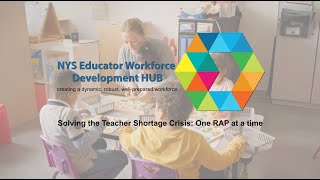 NYS Educator Workforce
Development HUB
creating a dynamic, robust, well-prepared workforce
Solving the Teacher Shortage Crisis: One RAP at a time